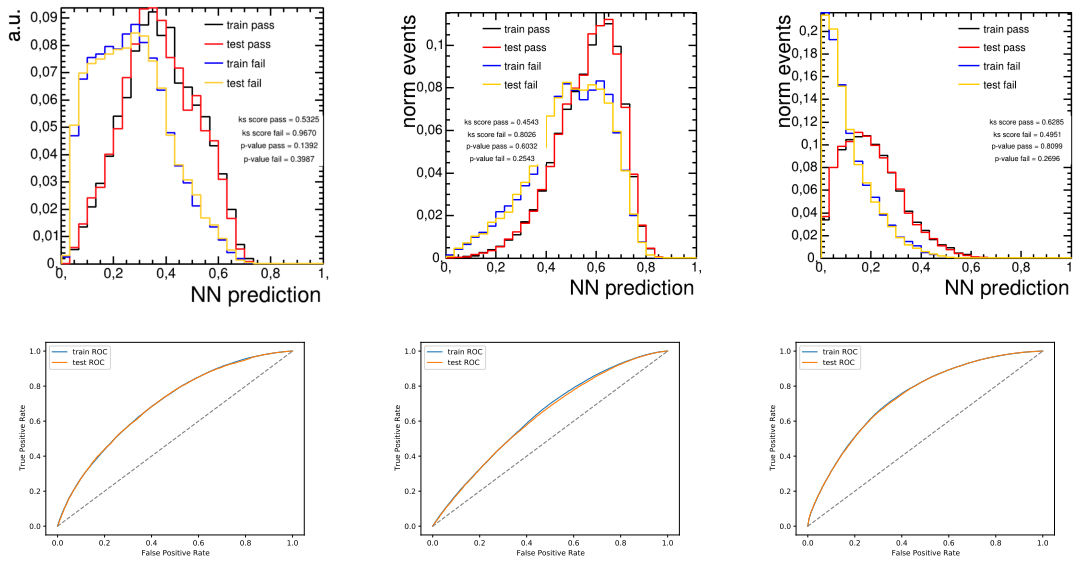 a.u.
0,09
0,08
0,06
0,05
0,04
0,03
0,01
0
0,
0,2
0,4
0,6
0,8
1,
train pass
test pass
train fail
test fail
ks score pass = 0.5325
ks score fail = 0.9670
p-value pass = 0.1392
p-value fail = 0.3987
NN prediction
norm events
0,1
0,08
0,06
0,04
0,02
0
0,
0,2
0,4
0,6
0,8
1,
train pass
test pass
train fail
test fail
ks score pass = 0.4543
ks score fail = 0.8026
p-value pass = 0.6032
p-value fail = 0.2543
NN prediction
norm events
0,2
0,18
0,16
0,14
0,12
0,1
0,08
0,06
0,05
0,03
0,01
0
0,
0,2
0,4
0,6
0,8
1,
train pass
test pass
train fail
test fail
ks score pass = 0.6285
ks score fail = 0.4951
p-value pass = 0.8099
p-value fail = 0.2696
NN prediction
train ROC
test ROC
True Positive Rate
1.0
0.8
0.6
0.4
0.2
0.0
0.0
0.2
0.4
0.6
0.8
1.0
False Positive Rate
train ROC
test ROC
True Positive Rate
1.0
0.8
0.6
0.4
0.2
0.0
0.0
0.2
0.4
0.6
0.8
1.0
False Positive Rate
train ROC
test ROC
True Positive Rate
1.0
0.8
0.6
0.4
0.2
0.0
0.0
0.2
0.4
0.6
0.8
1.0
False Positive Rate